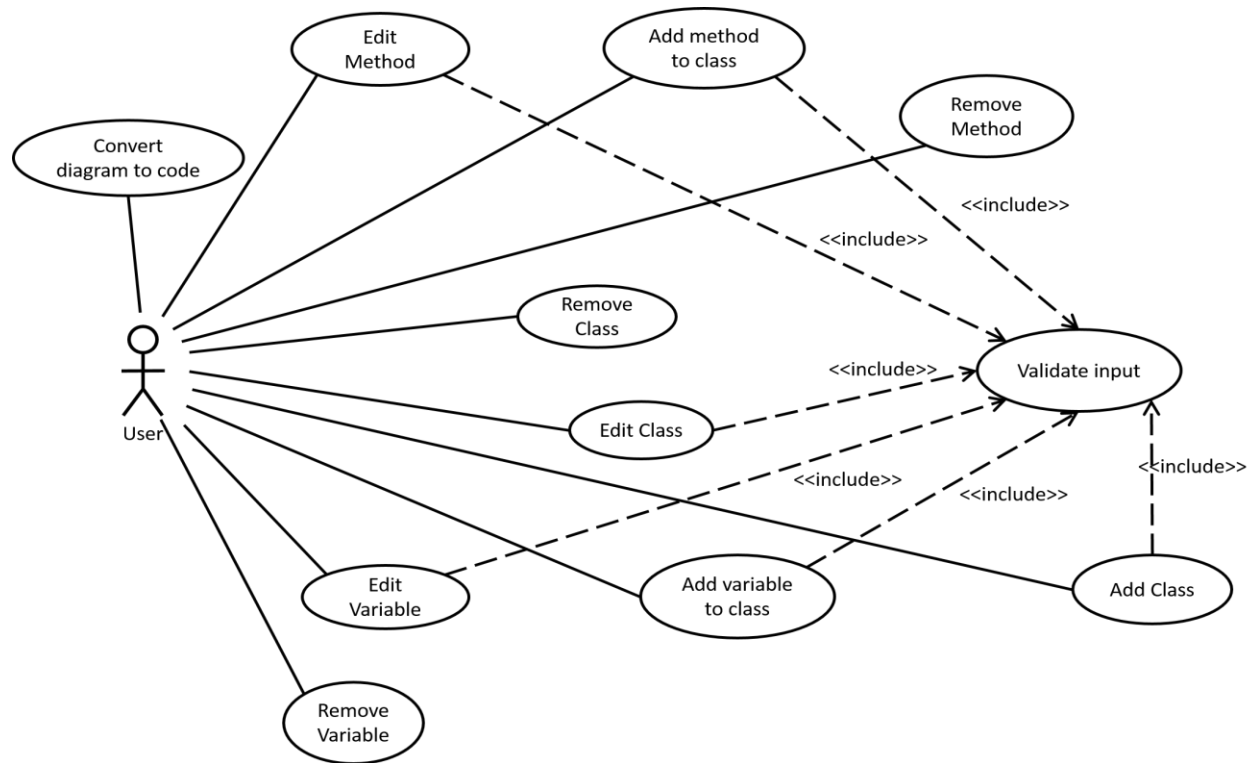 Edit
Method
Add method
to class
Remove
Method
Convert
diagram to code
<<include>>
<<include>>
Remove
Class
Validate input
<<include>>
User
Edit Class
<<include>>
<<include>>
<<include>>
Edit
Variable
Add variable
to class
Add Class
Remove
Variable